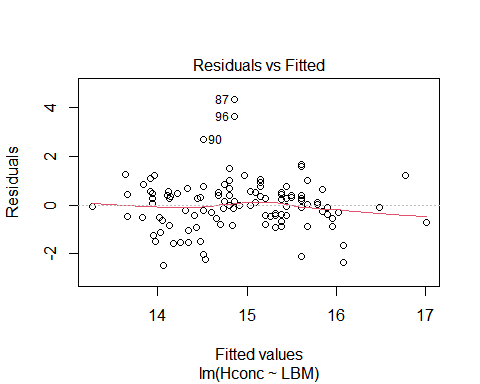 Residuals vs Fitted
Residuals
4
2
0
-2
87
96
90
14
15
16
17
Fitted values
lm(Hconc ~ LBM)